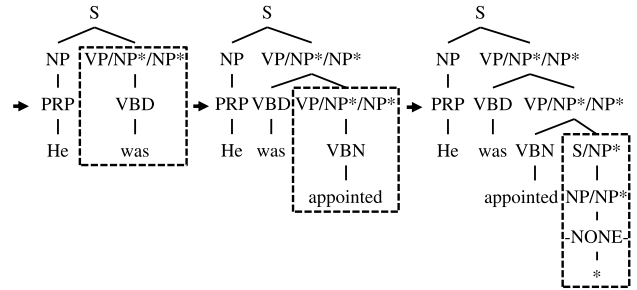 S S S
NP VP/NP*/NP* NP VP/NP*/NP* NP VP/NP*/NP*
PRP VBD PRP VBD VP/NP*/NP* PRP VBD VP/NP*/NP*
He was He was VBN He was VBN S/NP*
appointed appointed NP/NP*
-NONE-
*